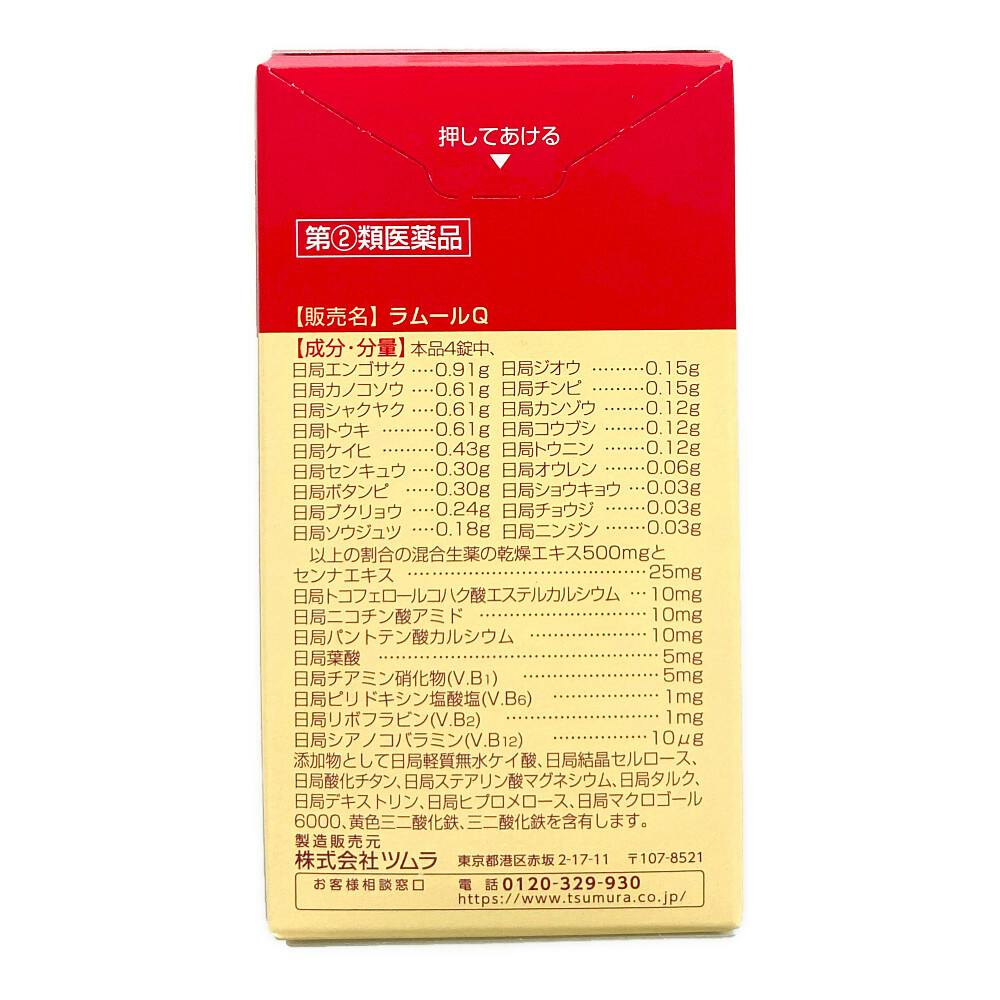 押してあける
▼
第②類医薬品
【販売名】ラムールQ
【成分・分量】本品4錠中、
日局エンゴサク ····0.91g 日局ジオウ ·········0.15g
日局カノコソウ ····0.61g 日局チンピ ·········0.15g
日局シャクヤク ····0.61g 日局カンゾウ ·······0.12g
日局トウキ ·········0.61g 日局コウブシ ·······0.12g
日局ケイヒ ·········0.43g 日局トウニン ·······0.12g
日局センキュウ ····0.30g 日局オウレン ·······0.06g
日局ボタンピ ·······0.30g 日局ショウキョウ ···0.03g
日局ブクリョウ ····0.24g 日局チョウジ ·······0.03g
日局ソウジュツ ····0.18g 日局ニンジン ·······0.03g
以上の割合の混合生薬の乾燥エキス500mgと
センナエキス ·····································25mg
日局トコフェロールコハク酸エステルカルシウム ···10mg
日局ニコチン酸アミド ··························10mg
日局パントテン酸カルシウム ··················10mg
日局葉酸 ···········································5mg
日局チアミン硝化物(V.B1) ·····················5mg
日局ピリドキシン塩酸塩(V.B6) ················1mg
日局リボフラビン(V.B2) ························1mg
日局シアノコバラミン(V.B12) ················10μg
添加物として日局軽質無水ケイ酸、日局結晶セルロース、
日局酸化チタン、日局ステアリン酸マグネシウム、日局タルク、
日局デキストリン、日局ヒプロメロース、日局マクロゴール
6000、黄色三二酸化鉄、三二酸化鉄を含有します。
製造販売元
株式会社ツムラ 東京都港区赤坂2-17-11 〒107-8521
お客様相談窓口 電話0120-329-930
https://www.tsumura.co.jp/